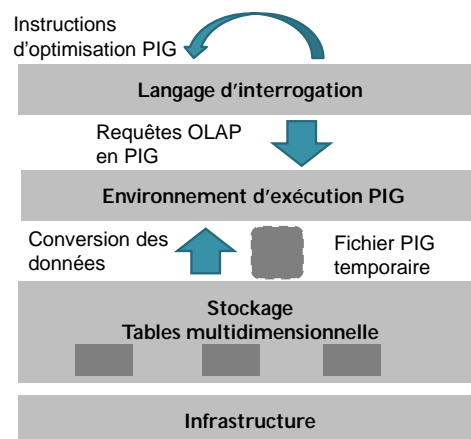 Instructions
d'optimisation PIG
Langage d'interrogation
Requêtes OLAP
en PIG
Environnement d'exécution PIG
Conversion des
données
Fichier PIG
temporaire
Stockage
Tables multidimensionnelle
Infrastructure